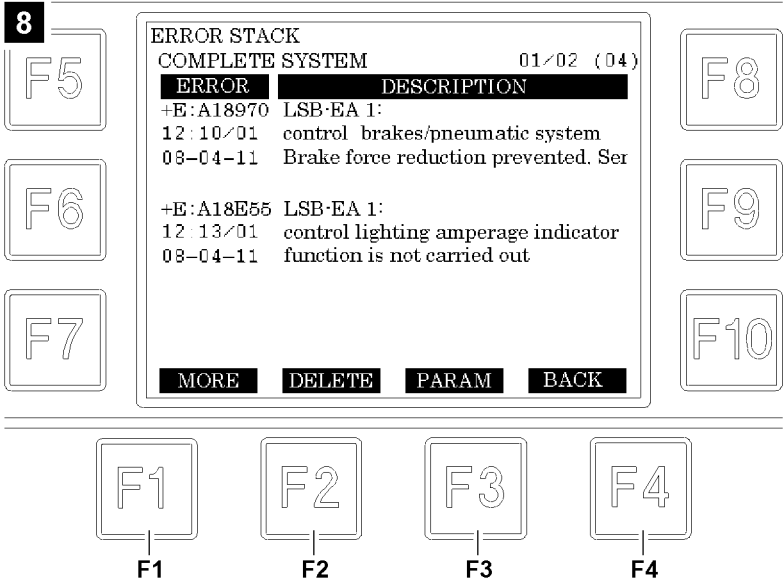 8
ERROR STACK
COMPLETE SYSTEM 01/02 (04)
ERROR DESCRIPTION
+E:A18970 LSB-EA 1:
12:10/01 control brakes/pneumatic system
08-04-11 Brake force reduction prevented. Ser
+E:A18E55 LSB-EA 1:
12:13/01 control lighting amperage indicator
08-04-11 function is not carried out
MORE DELETE PARAM BACK
F5
F6
F7
F8
F9
F10
F1 F2 F3 F4
F1 F2 F3 F4